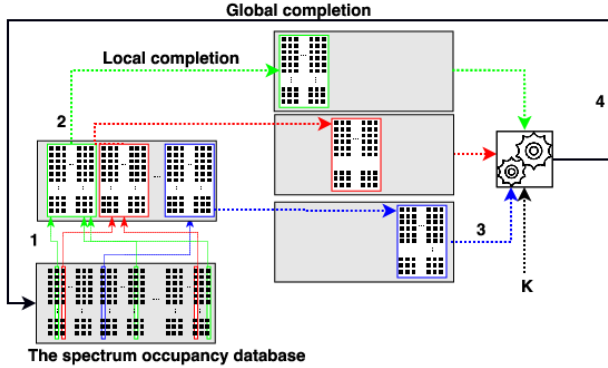 Global completion
Local completion
2
4
1
3
K
The spectrum occupancy database